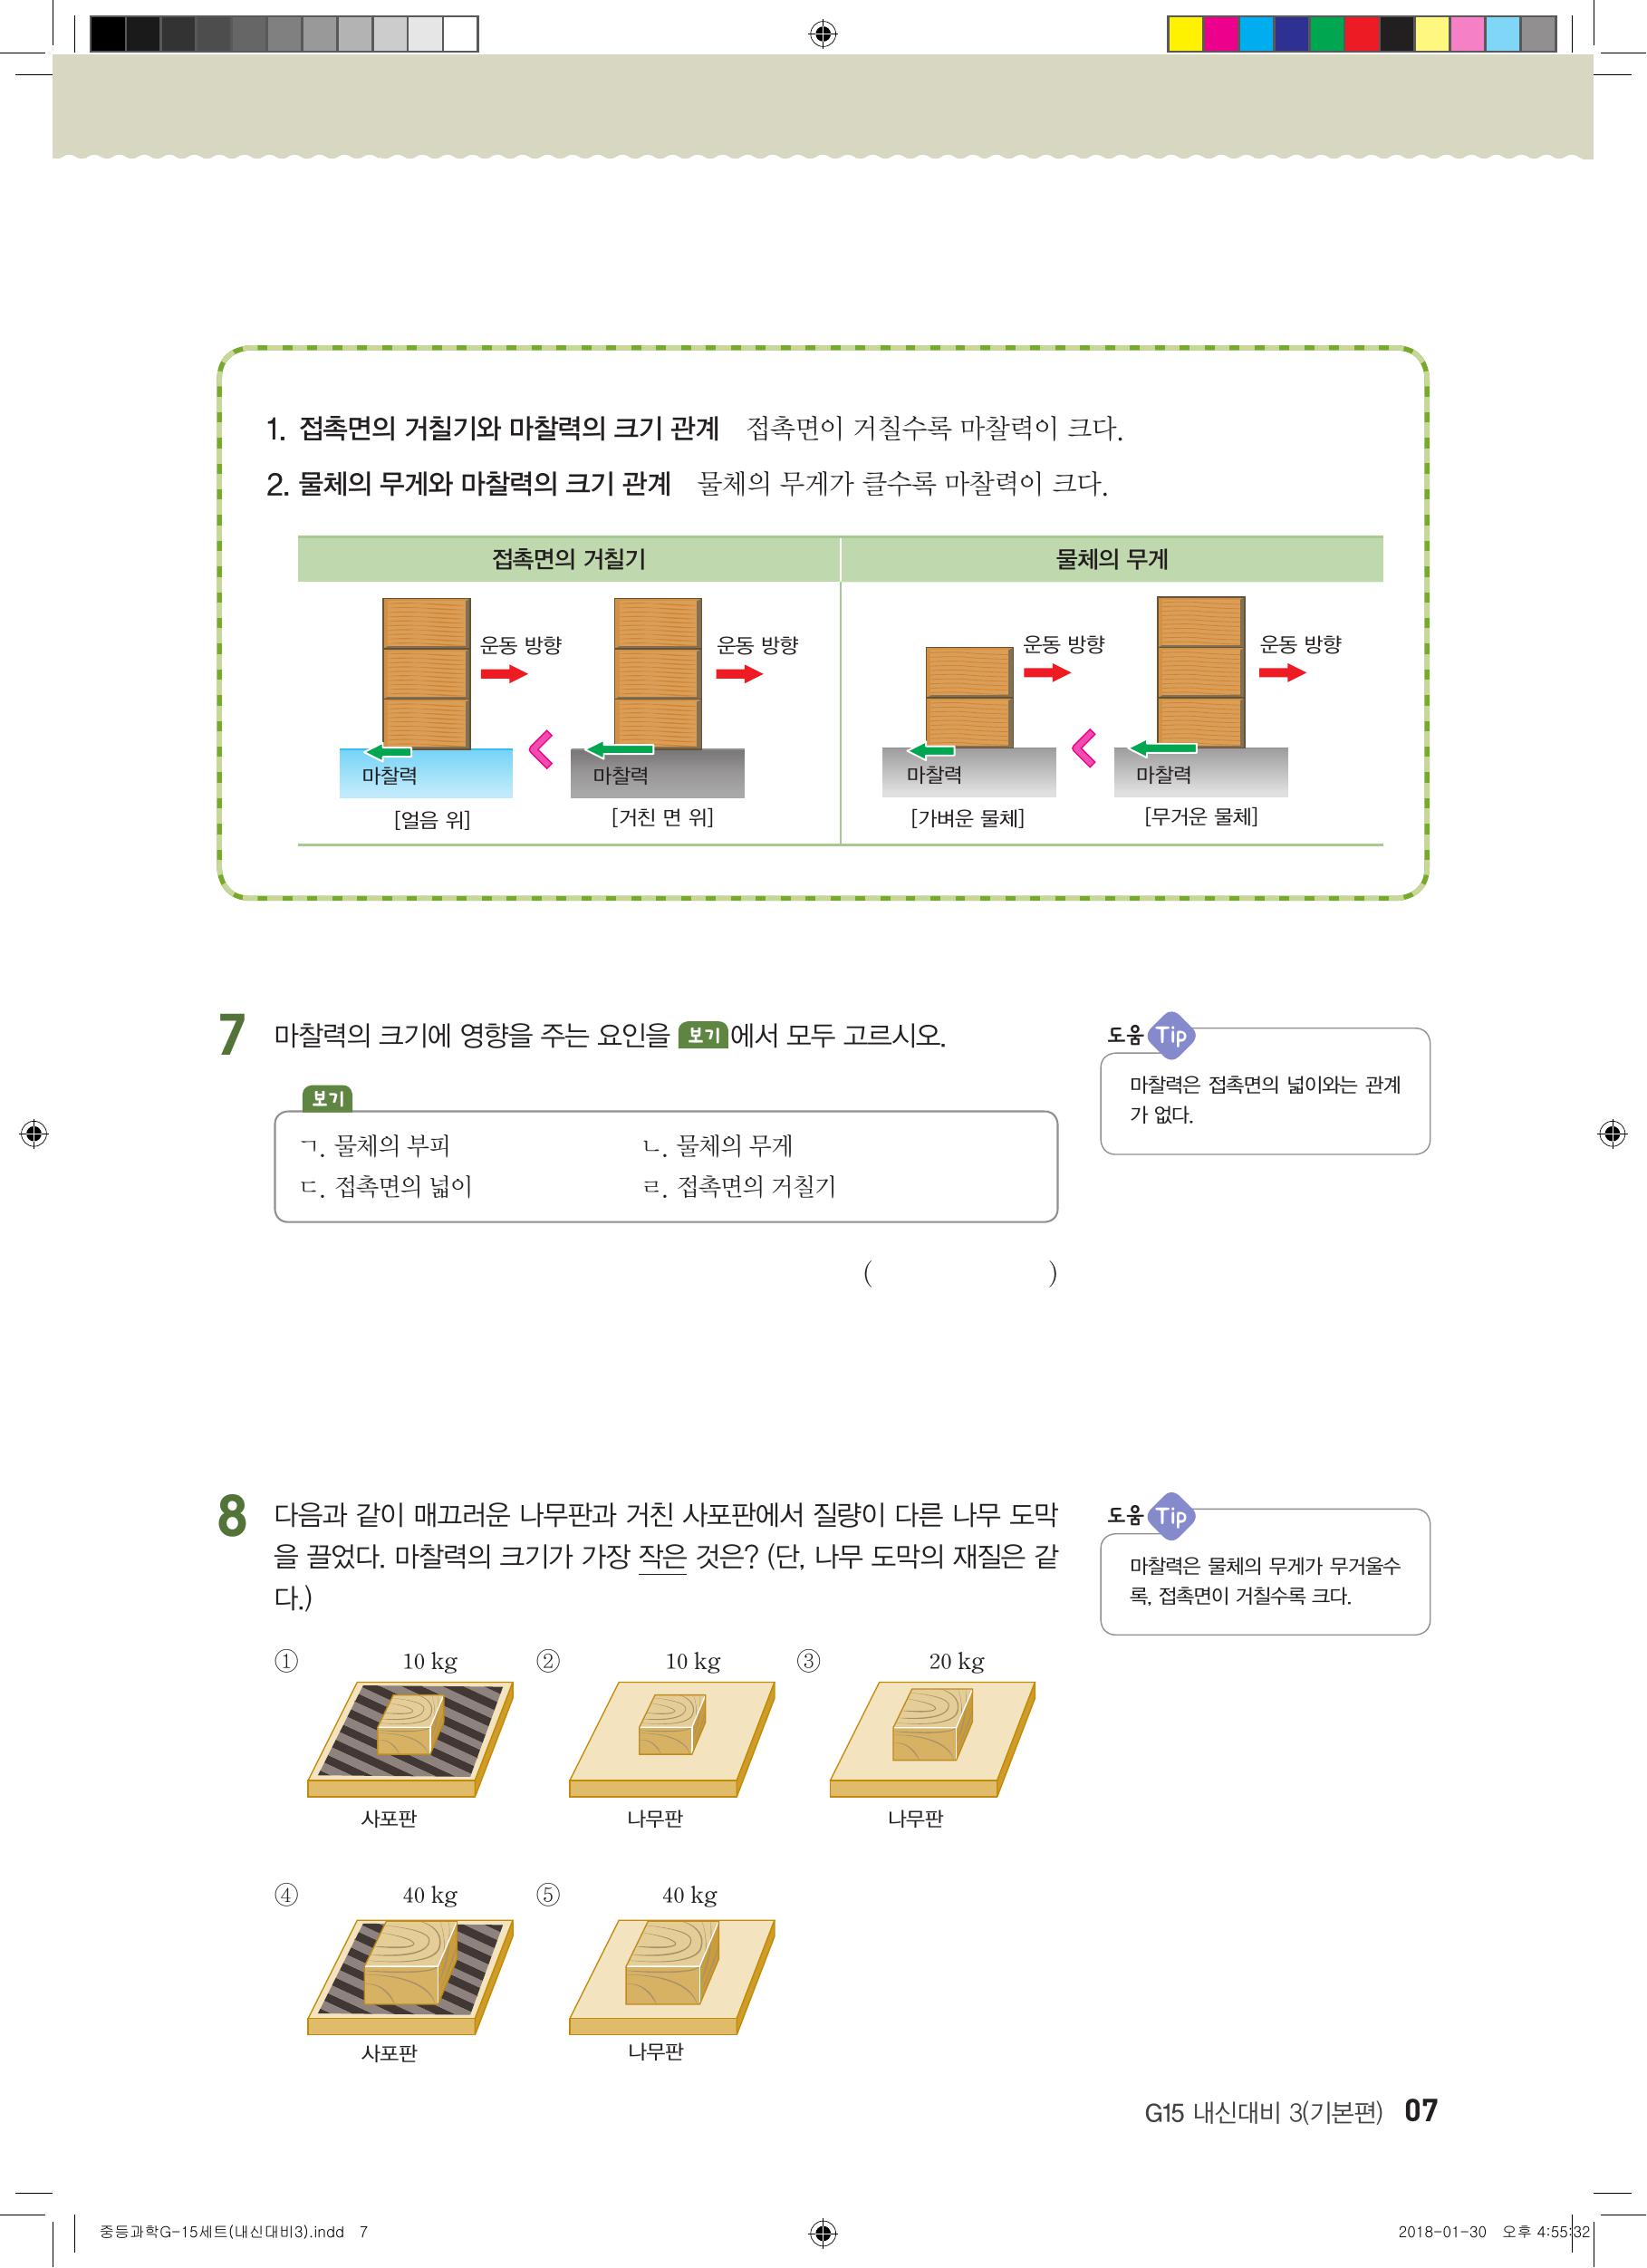 1. 접촉면의 거칠기와 마찰력의 크기 관계 접촉면이 거칠수록 마찰력이 크다.
2. 물체의 무게와 마찰력의 크기 관계 물체의 무게가 클수록 마찰력이 크다.
접촉면의 거칠기 물체의 무게
운동 방향 운동 방향 운동 방향 운동 방향
마찰력 마찰력 마찰력 마찰력
[얼음 위] [거친 면 위] [가벼운 물체] [무거운 물체]
7 마찰력의 크기에 영향을 주는 요인을 보기 에서 모두 고르시오.
보기
ㄱ. 물체의 부피 ㄴ. 물체의 무게
ㄷ. 접촉면의 넓이 ㄹ. 접촉면의 거칠기
( )
도움 Tip
마찰력은 접촉면의 넓이와는 관계
가 없다.
8 다음과 같이 매끄러운 나무판과 거친 사포판에서 질량이 다른 나무 도막
을 끌었다. 마찰력의 크기가 가장 작은 것은? (단, 나무 도막의 재질은 같
다.)
도움 Tip
마찰력은 물체의 무게가 무거울수
록, 접촉면이 거칠수록 크다.
① 10 kg ② 10 kg ③ 20 kg
사포판 나무판 나무판
④ 40 kg ⑤ 40 kg
사포판 나무판
G15 내신대비 3(기본편) 07
중등과학G-15세트(내신대비3).indd 7 2018-01-30 오후 4:55:32